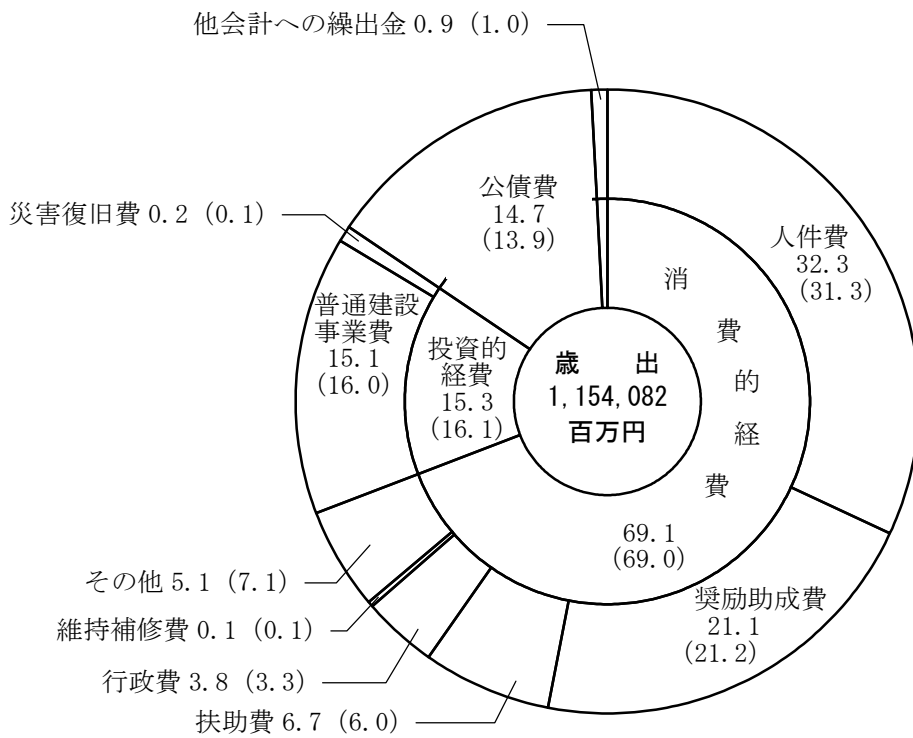 他会計への繰出金 0.9 (1.0)
公債費
14.7
(13.9)
災害復旧費 0.2 (0.1)
人件費
32.3
(31.3)
消費的経費
69.1
(69.0)
普通建設
事業費
15.1
(16.0)
投資的
経費
15.3
(16.1)
歳 出
1,154,082
百万円
奨励助成費
21.1
(21.2)
その他 5.1 (7.1)
維持補修費 0.1 (0.1)
行政費 3.8 (3.3)
扶助費 6.7 (6.0)